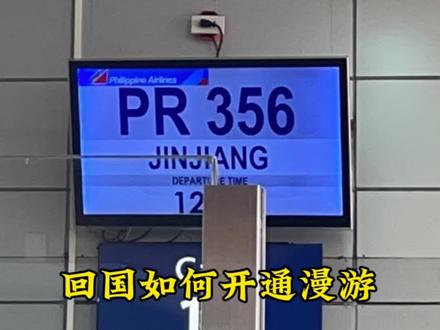 Philippine Airlines
PR 356
JINJIANG
DEPARTURE TIME
12
回国如何开通漫游